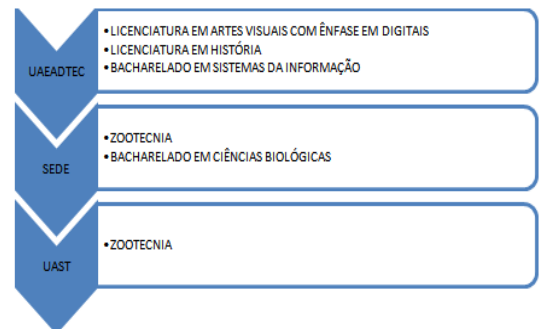 UAEADTEC
•LICENCIATURA EM ARTES VISUAIS COM ÊNFASE EM DIGITAIS
•LICENCIATURA EM HISTÓRIA
•BACHARELADO EM SISTEMAS DA INFORMAÇÃO
SEDE
•ZOOTECNIA
•BACHARELADO EM CIÊNCIAS BIOLÓGICAS
UAST
•ZOOTECNIA